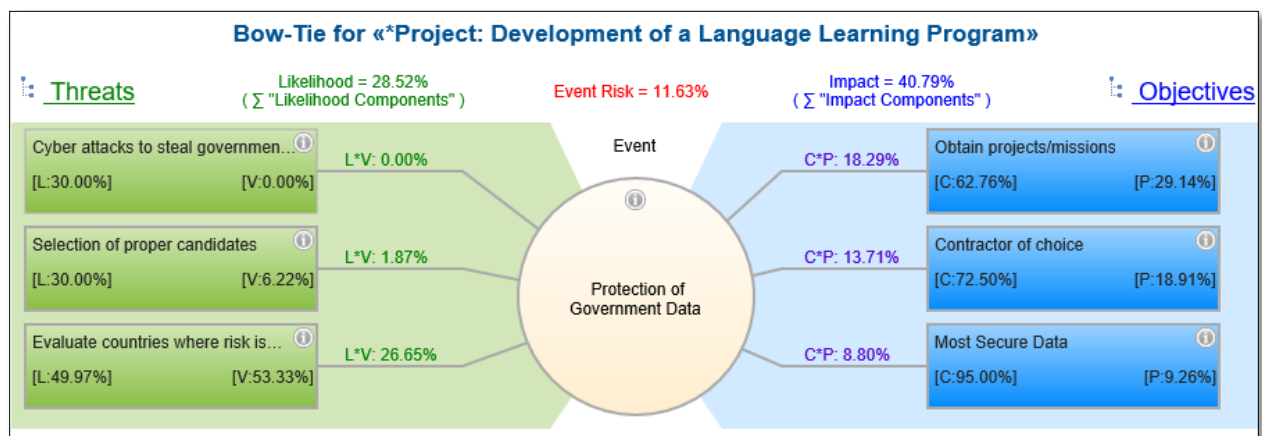 Bow-Tie for «*Project: Development of a Language Learning Program»
Threats
Likelihood = 28.52%
( ∑ "Likelihood Components" )
Event Risk = 11.63%
Impact = 40.79%
( ∑ "Impact Components" )
Objectives
Cyber attacks to steal governmen...
[L:30.00%] [V:0.00%]
L*V: 0.00%
Selection of proper candidates
[L:30.00%] [V:6.22%]
L*V: 1.87%
Evaluate countries where risk is...
[L:49.97%] [V:53.33%]
L*V: 26.65%
Event
Protection of
Government Data
C*P: 18.29%
Obtain projects/missions
[C:62.76%] [P:29.14%]
C*P: 13.71%
Contractor of choice
[C:72.50%] [P:18.91%]
C*P: 8.80%
Most Secure Data
[C:95.00%] [P:9.26%]